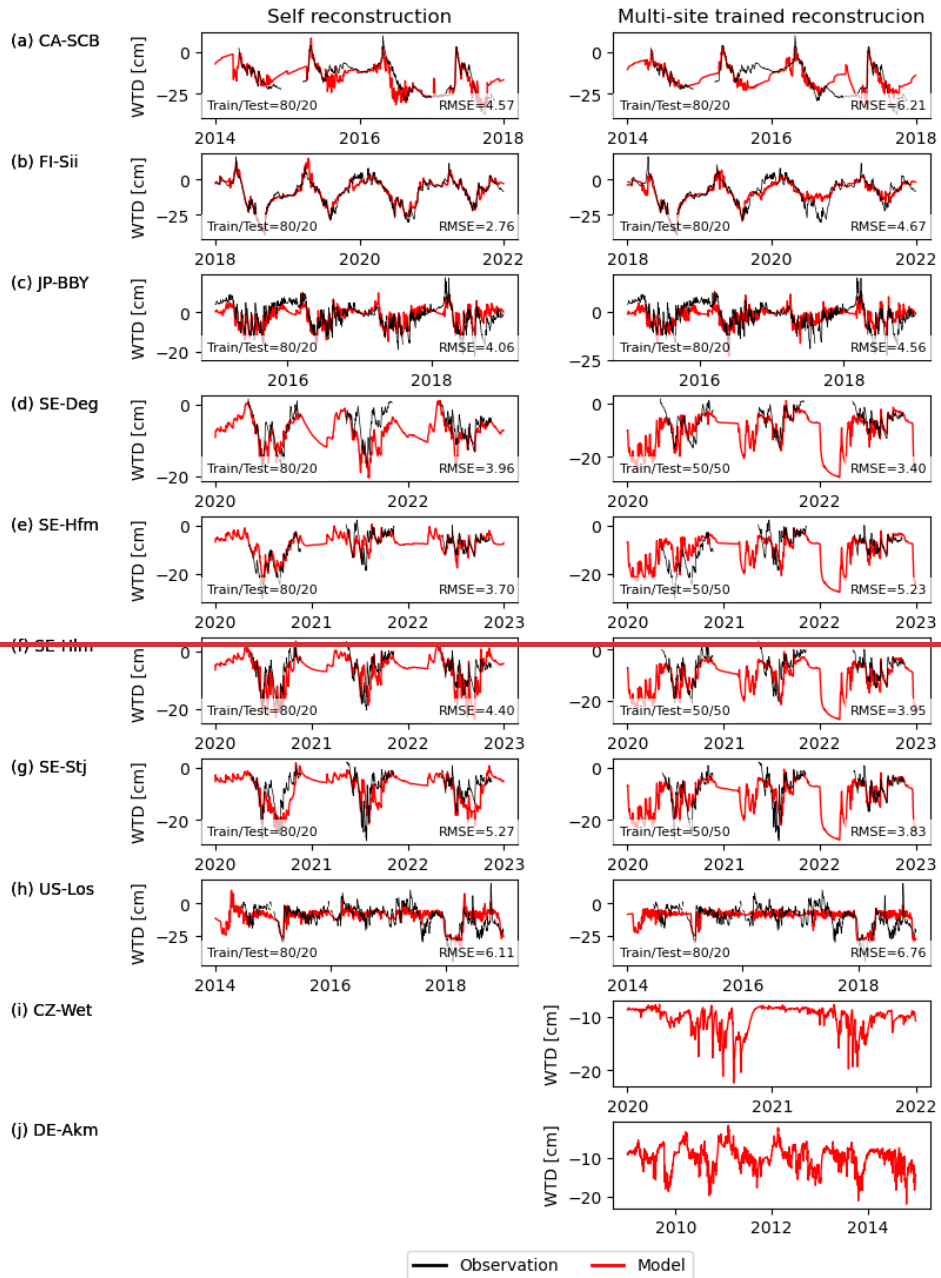 Self reconstruction Multi-site trained reconstrucion
(a) CA-SCB
WTD [cm]
0
−25
Train/Test=80/20 RMSE=4.57
2014 2016 2018
0
−25
Train/Test=80/20 RMSE=6.21
2014 2016 2018
(b) FI-Sii
WTD [cm]
0
−25
Train/Test=80/20 RMSE=2.76
2018 2020 2022
0
−25
Train/Test=80/20 RMSE=4.67
2018 2020 2022
(c) JP-BBY
WTD [cm]
0
−20
Train/Test=80/20 RMSE=4.06
2016 2018
0
−25
Train/Test=80/20 RMSE=4.56
2016 2018
(d) SE-Deg
WTD [cm]
0
−20
Train/Test=80/20 RMSE=3.96
2020 2022
0
−20
Train/Test=50/50 RMSE=3.40
2020 2022
(e) SE-Hfm
WTD [cm]
0
−20
Train/Test=80/20 RMSE=3.70
2020 2021 2022 2023
0
−20
Train/Test=50/50 RMSE=5.23
2020 2021 2022 2023
(f) SE-Hlm
WTD [cm]
0
−20
Train/Test=80/20 RMSE=4.40
2020 2021 2022 2023
0
−20
Train/Test=50/50 RMSE=3.95
2020 2021 2022 2023
(g) SE-Stj
WTD [cm]
0
−20
Train/Test=80/20 RMSE=5.27
2020 2021 2022 2023
0
−20
Train/Test=50/50 RMSE=3.83
2020 2021 2022 2023
(h) US-Los
WTD [cm]
0
−25
Train/Test=80/20 RMSE=6.11
2014 2016 2018
0
−25
Train/Test=80/20 RMSE=6.76
2014 2016 2018
(i) CZ-Wet
WTD [cm]
−10
−20
2020 2021 2022
(j) DE-Akm
WTD [cm]
−10
−20
2010 2012 2014
Observation Model